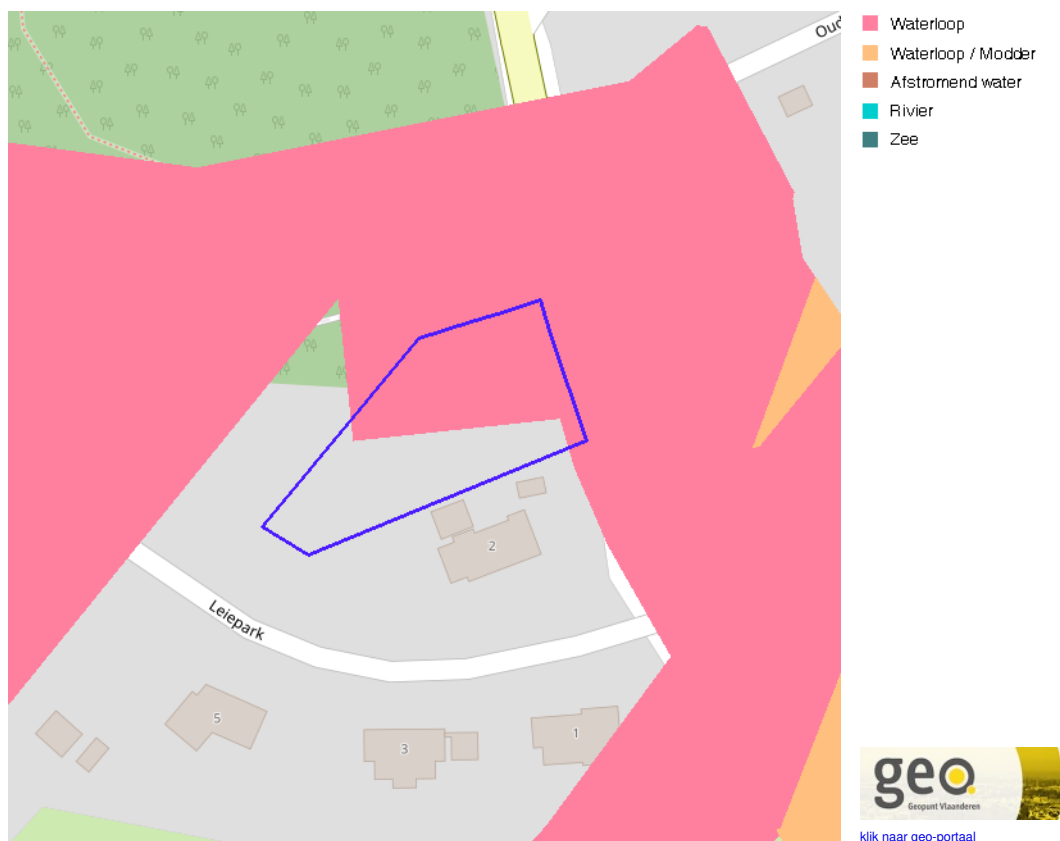 Oud
Waterloop
Waterloop / Modder
Afstromend water
Rivier
Zee
2
Leiepark
5
3
1
geo
Geopunt Vlaanderen
klik naar geo-portaal